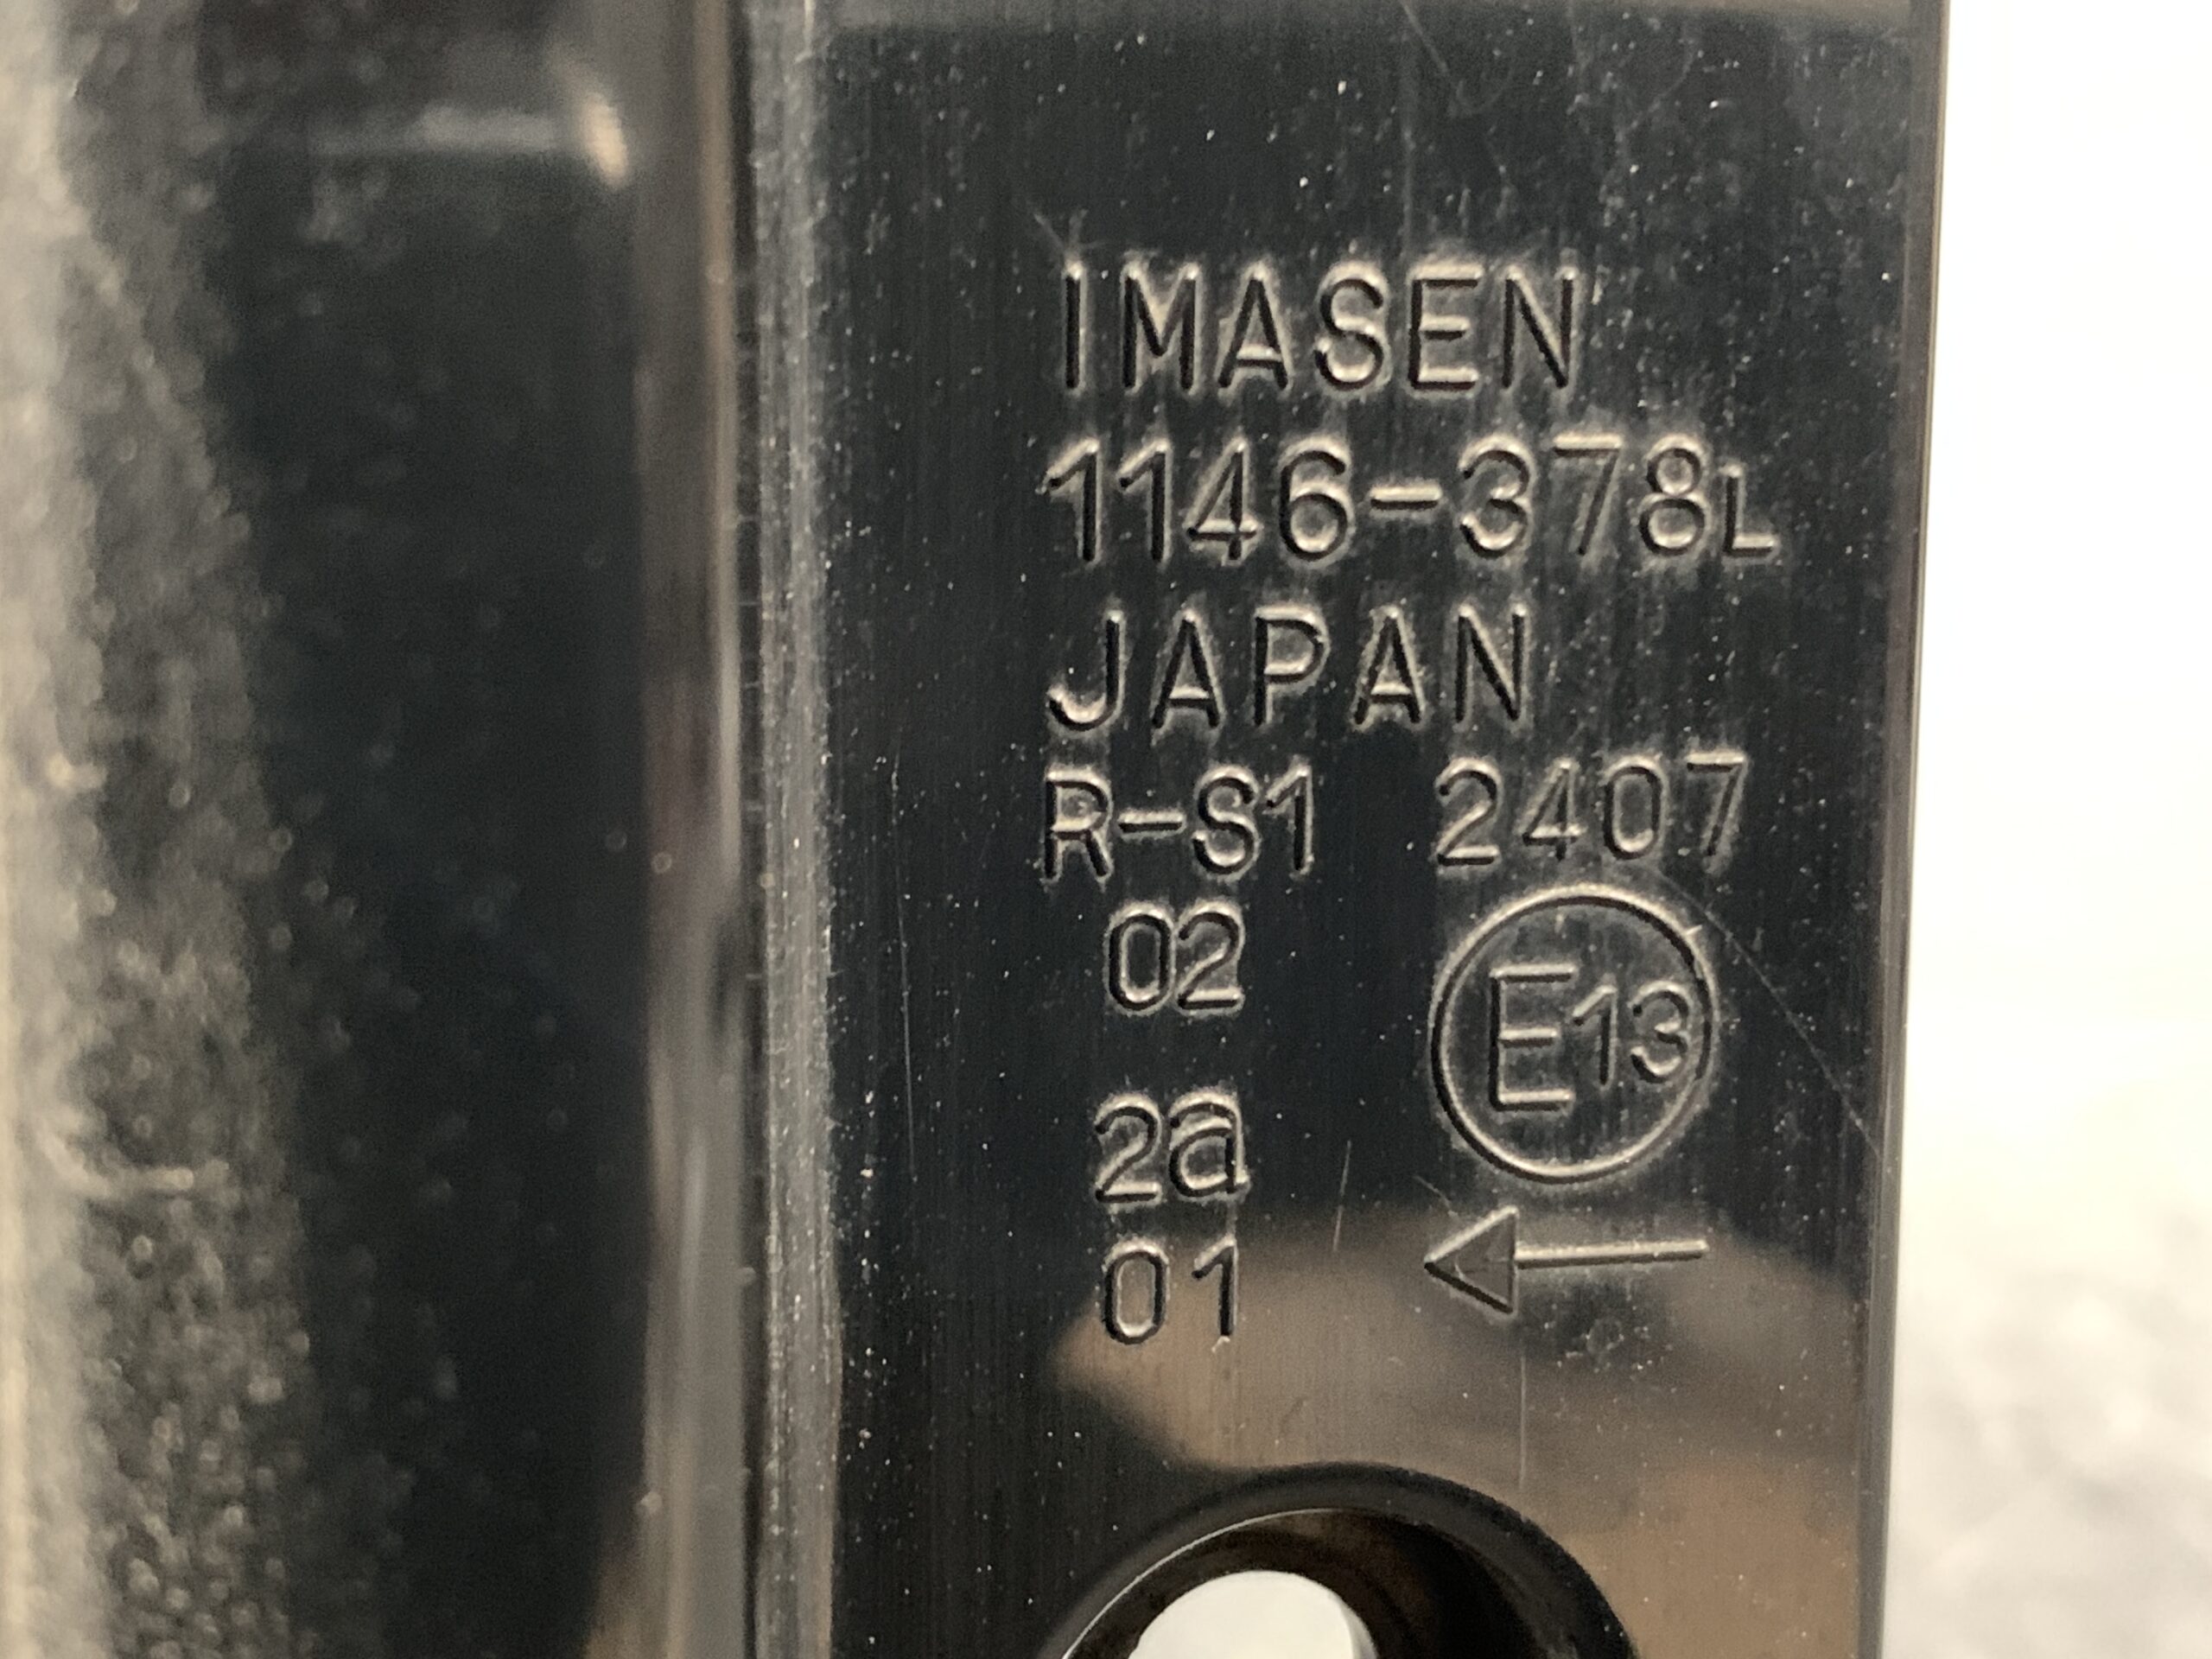 IMASEN
1146-378L
JAPAN
R-S1 2407
02
E13
2a
01